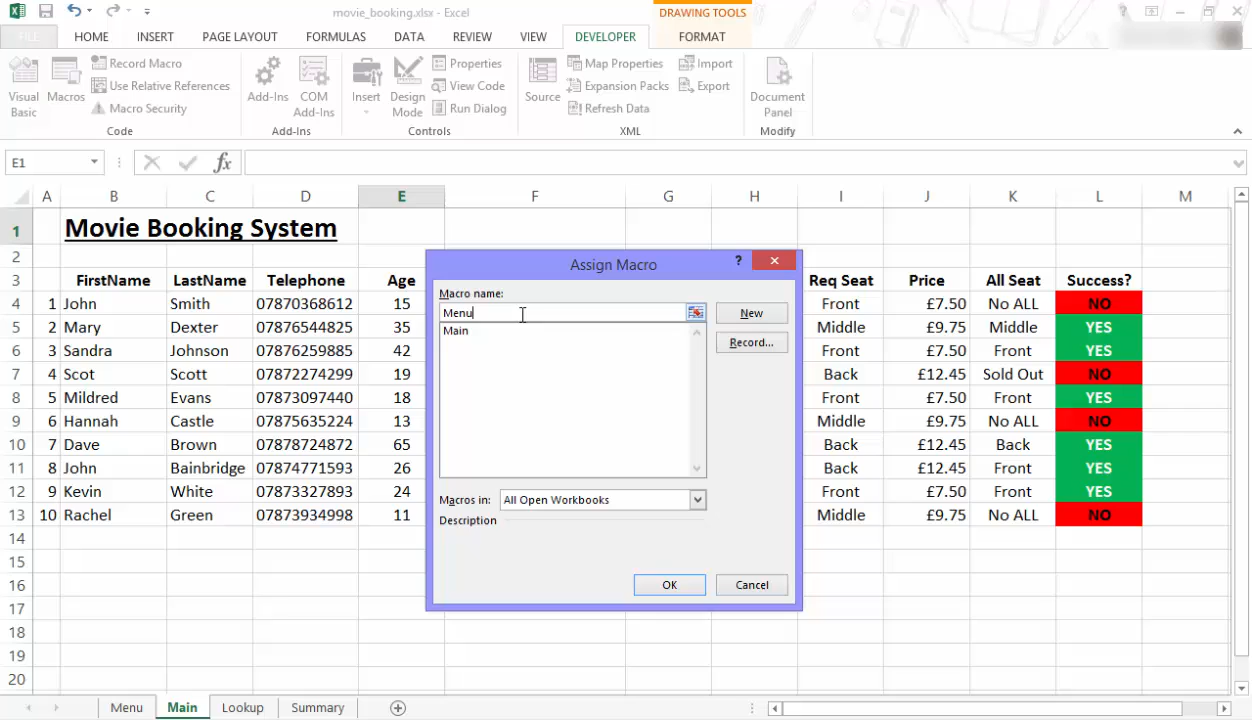 movie_booking.xlsx - Excel
DRAWING TOOLS
FILE HOME INSERT PAGE LAYOUT FORMULAS DATA REVIEW VIEW DEVELOPER FORMAT
Visual Basic
Macros
Record Macro
Use Relative References
Macro Security
Code
Add-Ins
COM Add-Ins
Add-Ins
Insert
Design Mode
Properties
View Code
Run Dialog
Controls
Source
Map Properties
Expansion Packs
Refresh Data
Import
Export
XML
Document Panel
Modify
E1
fx
A B C D E F G H I J K L M
1 Movie Booking System
2
3 FirstName LastName Telephone Age Req Seat Price All Seat Success?
4 1 John Smith 07870368612 15 Front £7.50 No ALL NO
5 2 Mary Dexter 07876544825 35 Middle £9.75 Middle YES
6 3 Sandra Johnson 07876259885 42 Front £7.50 Front YES
7 4 Scot Scott 07872274299 19 Back £12.45 Sold Out NO
8 5 Mildred Evans 07873097440 18 Front £7.50 Front YES
9 6 Hannah Castle 07875635224 13 Middle £9.75 No ALL NO
10 7 Dave Brown 07878724872 65 Back £12.45 Back YES
11 8 John Bainbridge 07874771593 26 Back £12.45 Front YES
12 9 Kevin White 07873327893 24 Front £7.50 Front YES
13 10 Rachel Green 07873934998 11 Middle £9.75 No ALL NO
14
15
16
17
18
19
20
Assign Macro
?
Macro name:
Menu
New
Main
Record...
Macros in: All Open Workbooks
Description
OK Cancel
Menu Main Lookup Summary